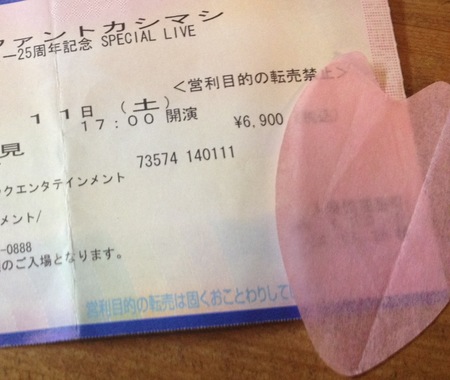 ファントカシマシ
ー25周年記念 SPECIAL LIVE
<営利目的の転売禁止>
11日 (土)
17:00 開演 ¥6,900
見
73574 140111
ックエンタテインメント
メント/
-0888
のご入場となります。
営利目的の転売は固くおことわりしてい